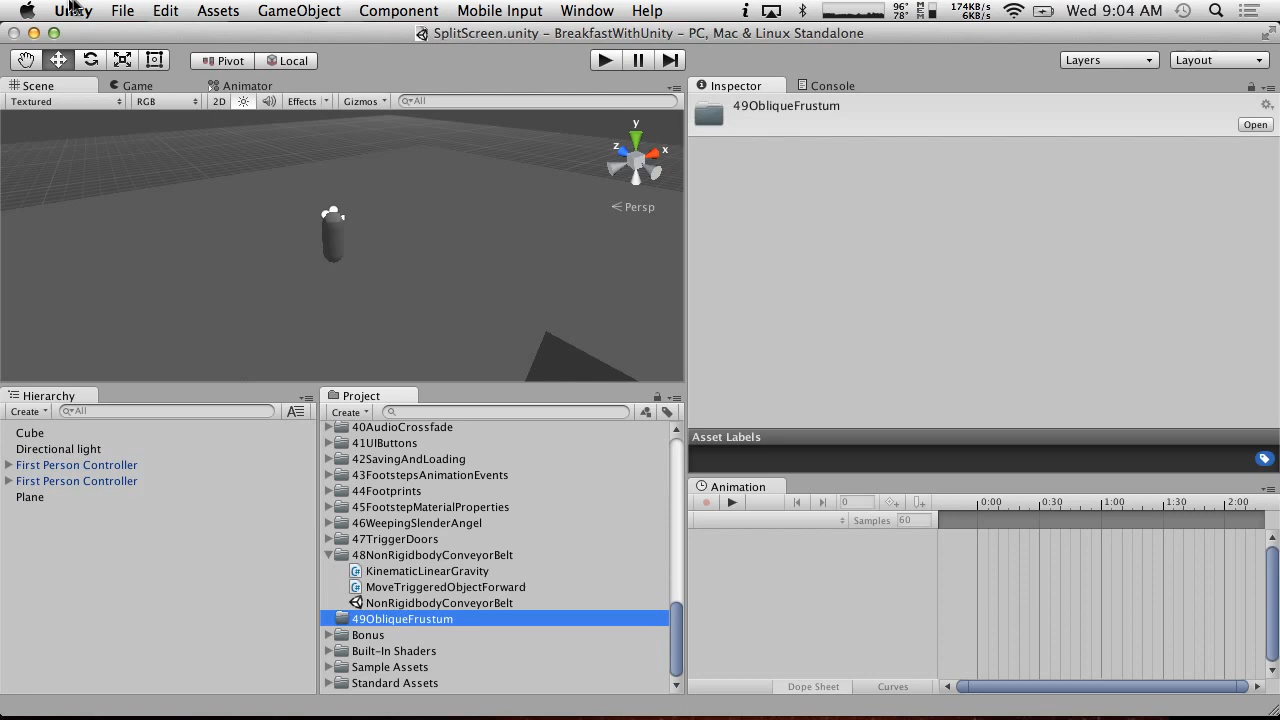 Unity File Edit Assets GameObject Component Mobile Input Window Help 96° 78° 174KB/s 6KB/s Wed 9:04 AM
SplitScreen.unity - BreakfastWithUnity - PC, Mac & Linux Standalone
Pivot Local Layers Layout
Scene Game Animator Inspector Console
Textured RGB 2D Effects Gizmos All
49ObliqueFrustum
Open
y
z x
Persp
Hierarchy Project
Create All Create
Asset Labels
Cube
Directional light
First Person Controller
First Person Controller
Plane
40AudioCrossfade
41UIButtons
42SavingAndLoading
43FootstepsAnimationEvents
44Footprints
45FootstepMaterialProperties
46WeepingSlenderAngel
47TriggerDoors
48NonRigidbodyConveyorBelt
KinematicLinearGravity
MoveTriggeredObjectForward
NonRigidbodyConveyorBelt
49ObliqueFrustum
Bonus
Built-In Shaders
Sample Assets
Standard Assets
Animation
0 0:00 0:30 1:00 1:30 2:00
Samples 60
Dope Sheet Curves